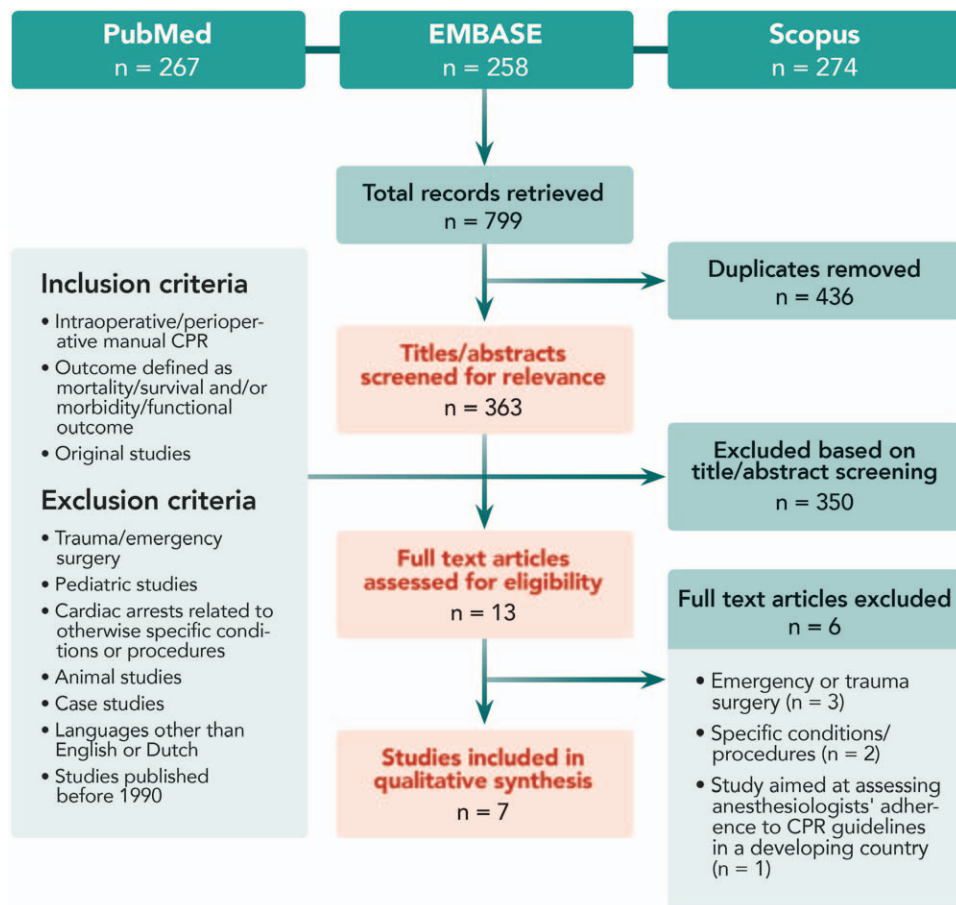 PubMed
n = 267
EMBASE
n = 258
Scopus
n = 274
Total records retrieved
n = 799
Duplicates removed
n = 436
Inclusion criteria
• Intraoperative/perioper-
ative manual CPR
• Outcome defined as
mortality/survival and/or
morbidity/functional
outcome
• Original studies
Exclusion criteria
• Trauma/emergency
surgery
• Pediatric studies
• Cardiac arrests related to
otherwise specific condi-
tions or procedures
• Animal studies
• Case studies
• Languages other than
English or Dutch
• Studies published
before 1990
Titles/abstracts
screened for relevance
n = 363
Excluded based on
title/abstract screening
n = 350
Full text articles
assessed for eligibility
n = 13
Full text articles excluded
n = 6
• Emergency or trauma
surgery (n = 3)
• Specific conditions/
procedures (n = 2)
• Study aimed at assessing
anesthesiologists' adher-
ence to CPR guidelines
in a developing country
(n = 1)
Studies included in
qualitative synthesis
n = 7